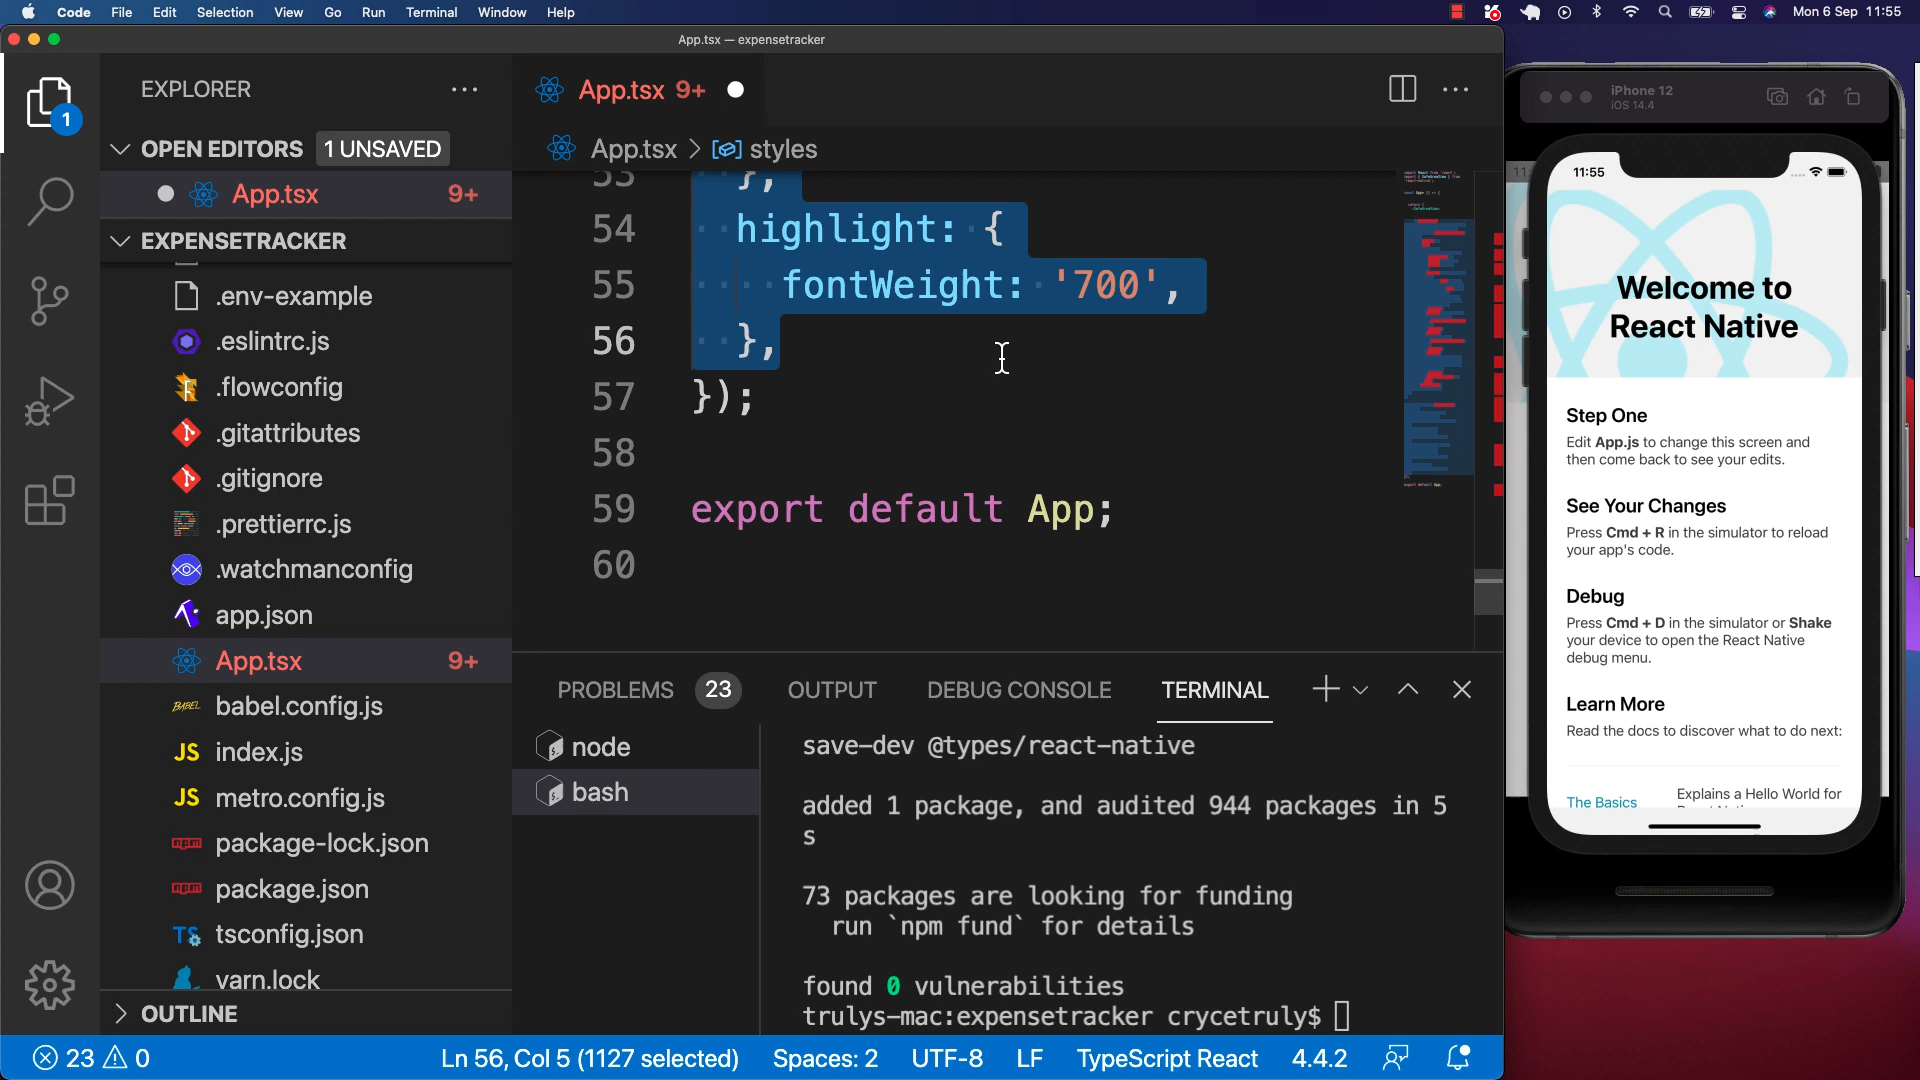 Code File Edit Selection View Go Run Terminal Window Help
Mon 6 Sep 11:55
App.tsx — expensetracker
EXPLORER
OPEN EDITORS 1 UNSAVED
App.tsx 9+
EXPENSETRACKER
.env-example
.eslintrc.js
.flowconfig
.gitattributes
.gitignore
.prettierrc.js
.watchmanconfig
app.json
App.tsx 9+
babel.config.js
index.js
metro.config.js
package-lock.json
package.json
tsconfig.json
yarn.lock
OUTLINE
1
App.tsx 9+
App.tsx > styles
53 },
54 highlight: {
55 fontWeight: '700',
56 },
57 });
58
59 export default App;
60
PROBLEMS 23 OUTPUT DEBUG CONSOLE TERMINAL
node
bash
save-dev @types/react-native
added 1 package, and audited 944 packages in 5
s
73 packages are looking for funding
run `npm fund` for details
found 0 vulnerabilities
trulys-mac:expensetracker crycetruly$
23 0 Ln 56, Col 5 (1127 selected) Spaces: 2 UTF-8 LF TypeScript React 4.4.2
iPhone 12
iOS 14.4
11:55
Welcome to
React Native
Step One
Edit App.js to change this screen and
then come back to see your edits.
See Your Changes
Press Cmd + R in the simulator to reload
your app's code.
Debug
Press Cmd + D in the simulator or Shake
your device to open the React Native
debug menu.
Learn More
Read the docs to discover what to do next:
The Basics
Explains a Hello World for